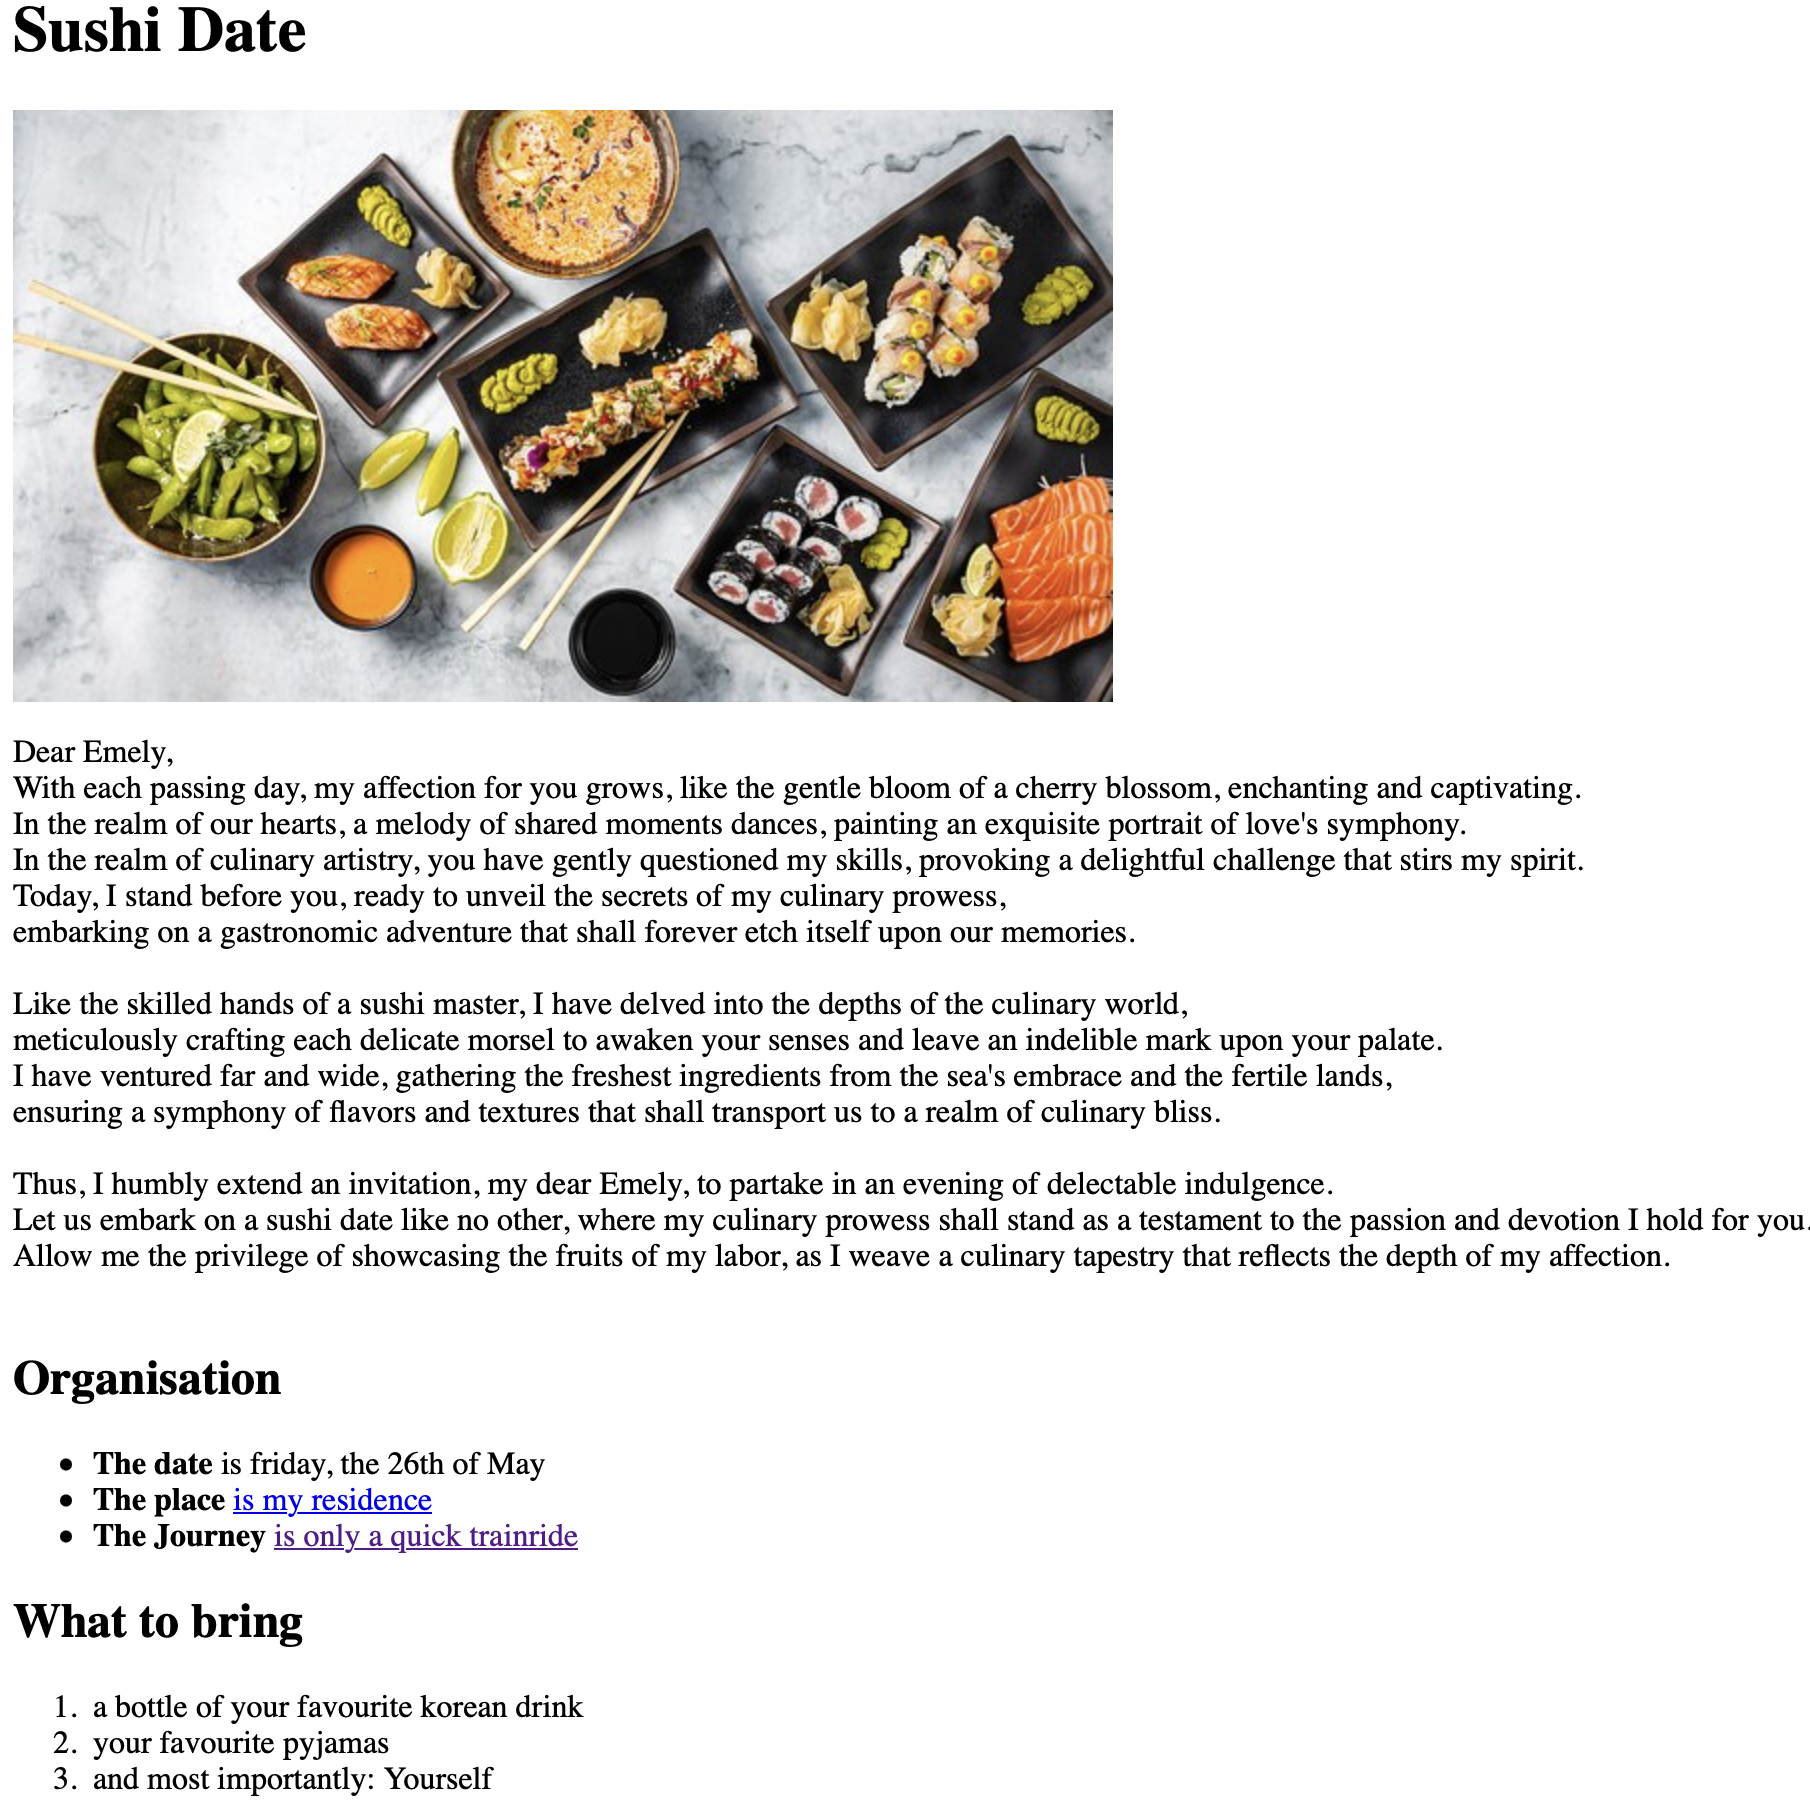 Sushi Date
Dear Emely,
With each passing day, my affection for you grows, like the gentle bloom of a cherry blossom, enchanting and captivating.
In the realm of our hearts, a melody of shared moments dances, painting an exquisite portrait of love's symphony.
In the realm of culinary artistry, you have gently questioned my skills, provoking a delightful challenge that stirs my spirit.
Today, I stand before you, ready to unveil the secrets of my culinary prowess,
embarking on a gastronomic adventure that shall forever etch itself upon our memories.
Like the skilled hands of a sushi master, I have delved into the depths of the culinary world,
meticulously crafting each delicate morsel to awaken your senses and leave an indelible mark upon your palate.
I have ventured far and wide, gathering the freshest ingredients from the sea's embrace and the fertile lands,
ensuring a symphony of flavors and textures that shall transport us to a realm of culinary bliss.
Thus, I humbly extend an invitation, my dear Emely, to partake in an evening of delectable indulgence.
Let us embark on a sushi date like no other, where my culinary prowess shall stand as a testament to the passion and devotion I hold for you.
Allow me the privilege of showcasing the fruits of my labor, as I weave a culinary tapestry that reflects the depth of my affection.
Organisation
• The date is friday, the 26th of May
• The place is my residence
• The Journey is only a quick trainride
What to bring
1. a bottle of your favourite korean drink
2. your favourite pyjamas
3. and most importantly: Yourself